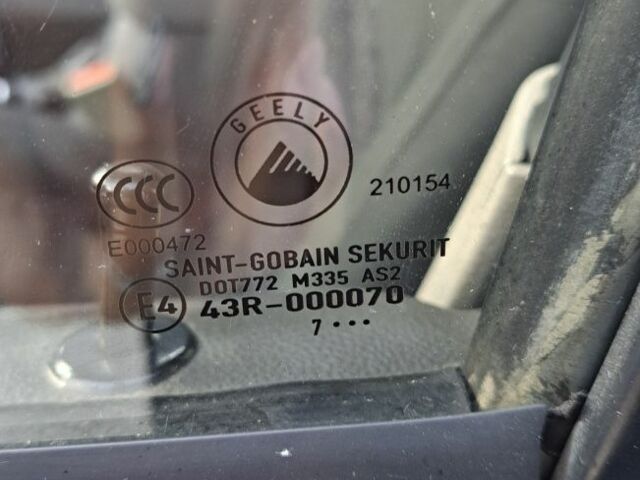 GEELY
210154
CCC
E000472
SAINT-GOBAIN SEKURIT
DOT772 M335 AS2
E4 43R-000070
7•••